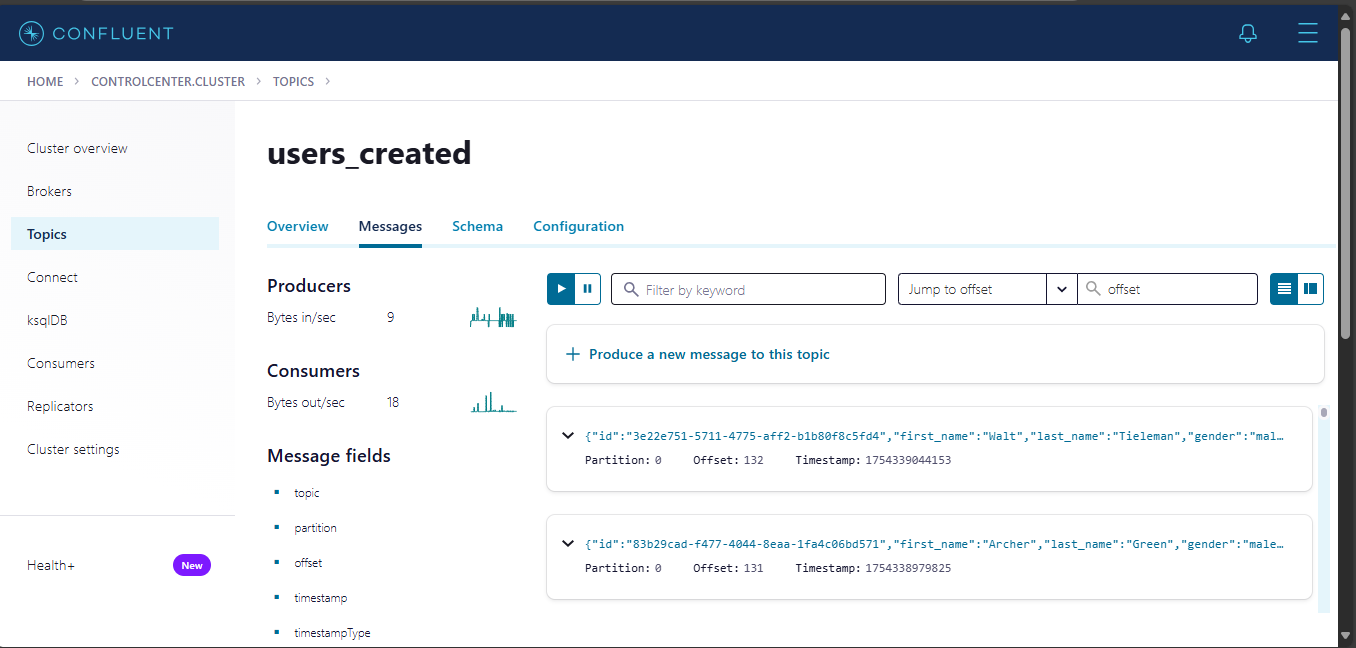 CONFLUENT
HOME > CONTROLCENTER.CLUSTER > TOPICS >
Cluster overview
Brokers
Topics
Connect
ksqlDB
Consumers
Replicators
Cluster settings
Health+ New
users_created
Overview Messages Schema Configuration
Producers
Bytes in/sec 9
Consumers
Bytes out/sec 18
Message fields
topic
partition
offset
timestamp
timestampType
Filter by keyword Jump to offset offset
+ Produce a new message to this topic
{"id":"3e22e751-5711-4775-aff2-b1b80f8c5fd4","first_name":"Walt","last_name":"Tieleman","gender":"mal…
Partition: 0 Offset: 132 Timestamp: 1754339044153
{"id":"83b29cad-f477-4044-8eaa-1fa4c06bd571","first_name":"Archer","last_name":"Green","gender":"male…
Partition: 0 Offset: 131 Timestamp: 1754338979825